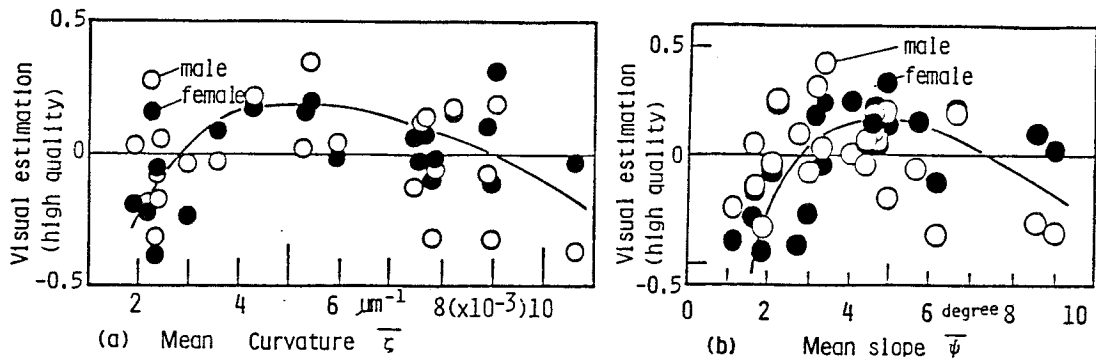 Visual estimation
(high quality)
0.5
0
-0.5
male
female
2 4 μm⁻¹ 8(x10⁻³)10
(a) Mean Curvature ζ̅
Visual estimation
(high quality)
0.5
0
-0.5
male
female
0 2 4 6 degree 8 10
(b) Mean slope ψ̅